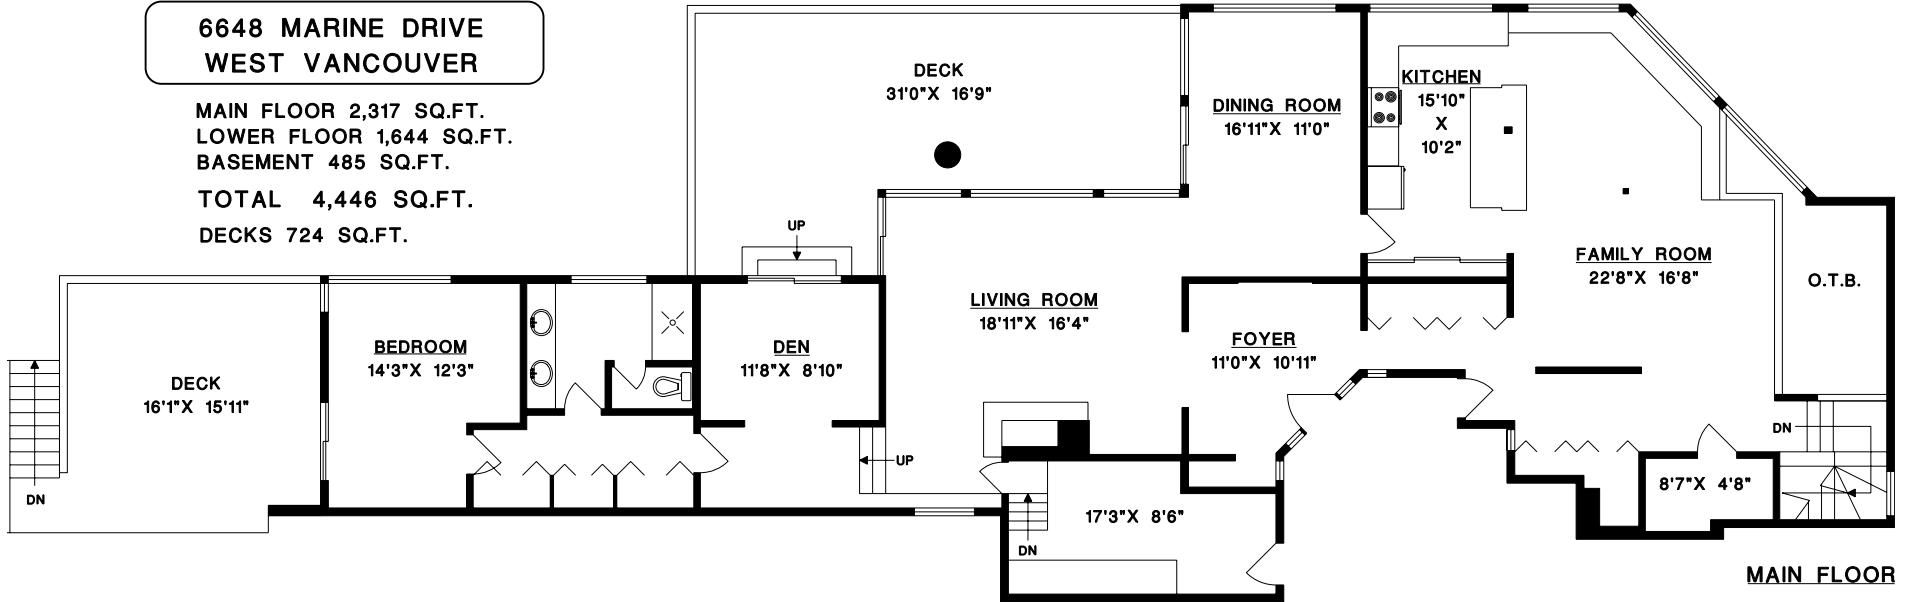 6648 MARINE DRIVE
WEST VANCOUVER
MAIN FLOOR 2,317 SQ.FT.
LOWER FLOOR 1,644 SQ.FT.
BASEMENT 485 SQ.FT.
TOTAL 4,446 SQ.FT.
DECKS 724 SQ.FT.
DECK
31'0"X 16'9"
DINING ROOM
16'11"X 11'0"
KITCHEN
15'10"
X
10'2"
UP
FAMILY ROOM
22'8"X 16'8"
O.T.B.
LIVING ROOM
18'11"X 16'4"
FOYER
11'0"X 10'11"
BEDROOM
14'3"X 12'3"
DEN
11'8"X 8'10"
DECK
16'1"X 15'11"
DN
UP
DN
8'7"X 4'8"
17'3"X 8'6"
DN
MAIN FLOOR